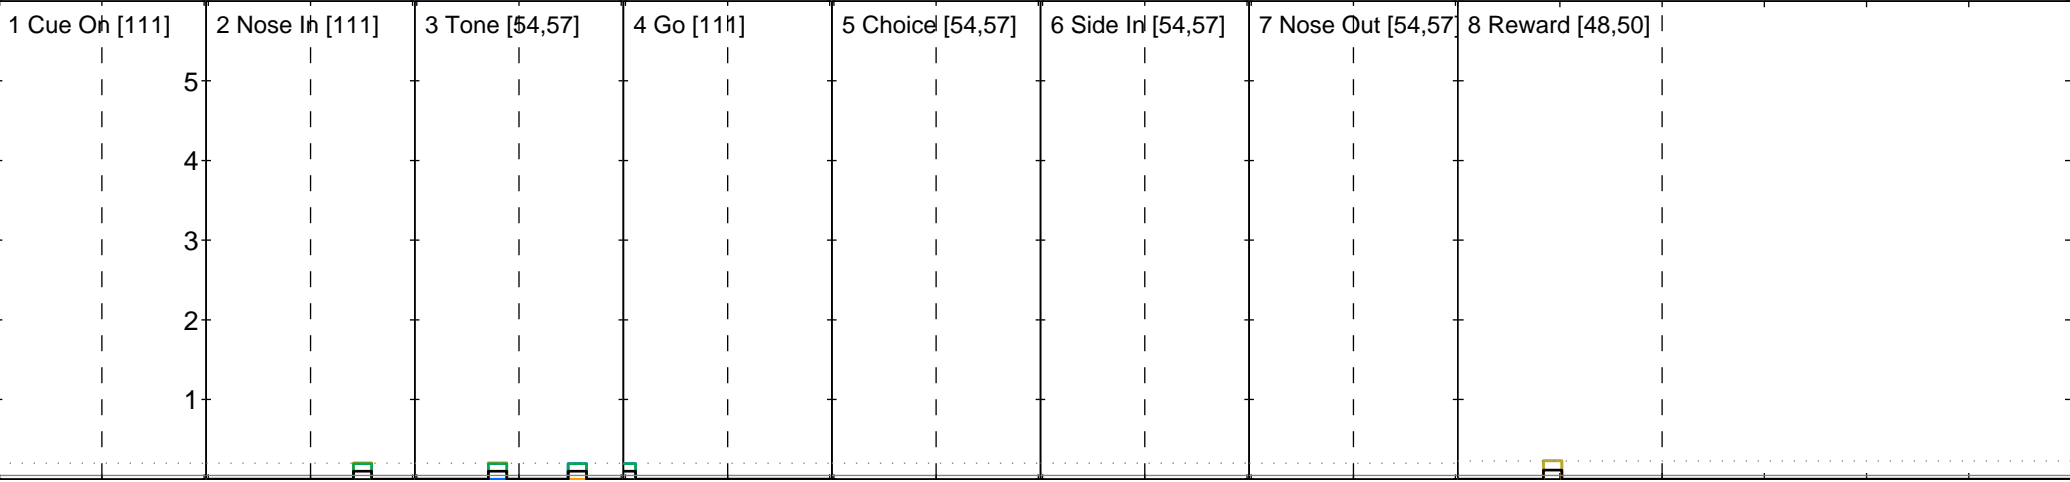 1 Cue On [111]
2 Nose In [111]
3 Tone [54,57]
4 Go [111]
5 Choice [54,57]
6 Side In [54,57]
7 Nose Out [54,57]
8 Reward [48,50]
5
4
3
2
1